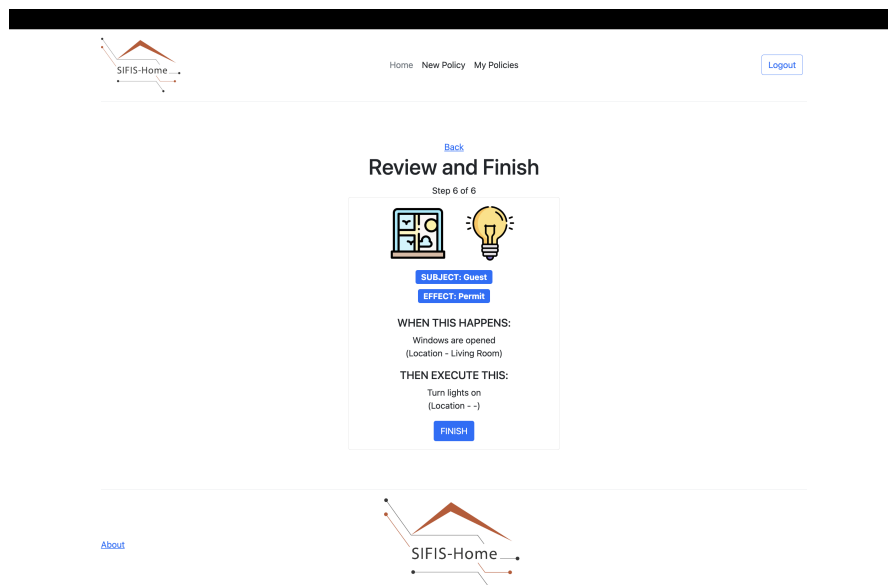 SIFIS-Home
Home New Policy My Policies
Logout
Back
Review and Finish
Step 6 of 6
SUBJECT: Guest
EFFECT: Permit
WHEN THIS HAPPENS:
Windows are opened
(Location - Living Room)
THEN EXECUTE THIS:
Turn lights on
(Location - -)
FINISH
About
SIFIS-Home